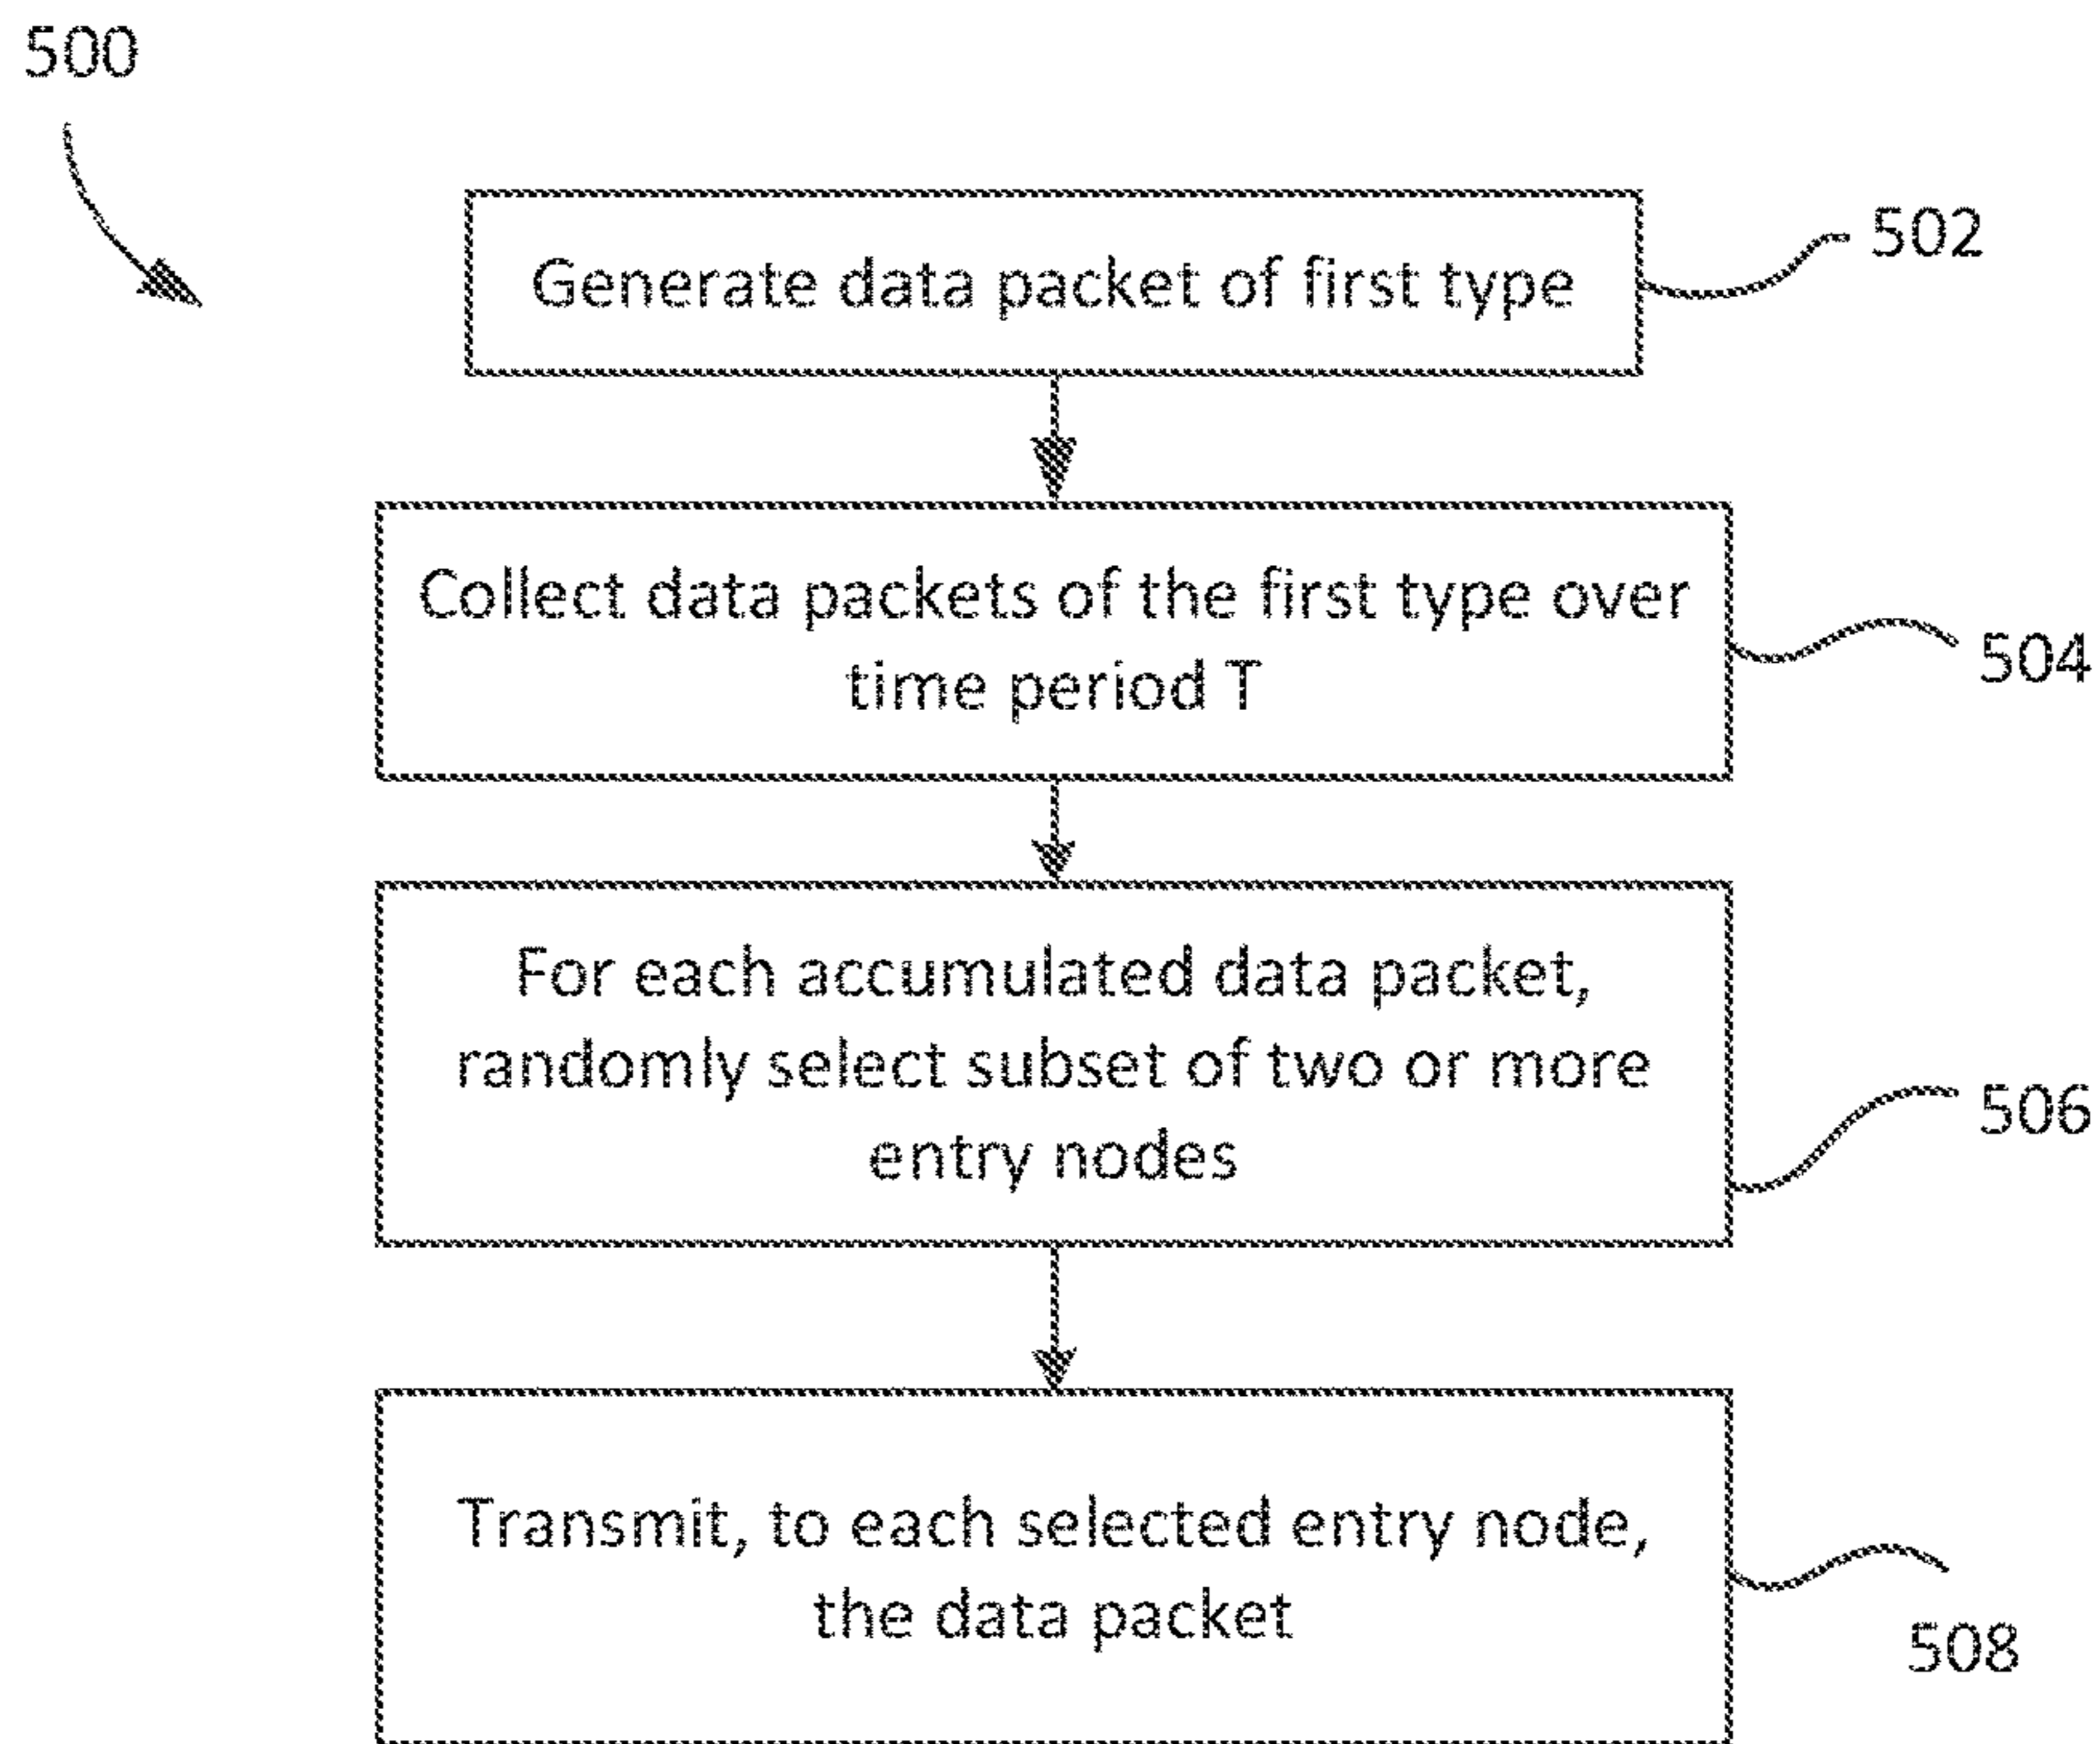 500
502
Generate data packet of first type
Collect data packets of the first type over
time period T
504
For each accumulated data packet,
randomly select subset of two or more
entry nodes
506
Transmit, to each selected entry node,
the data packet
508